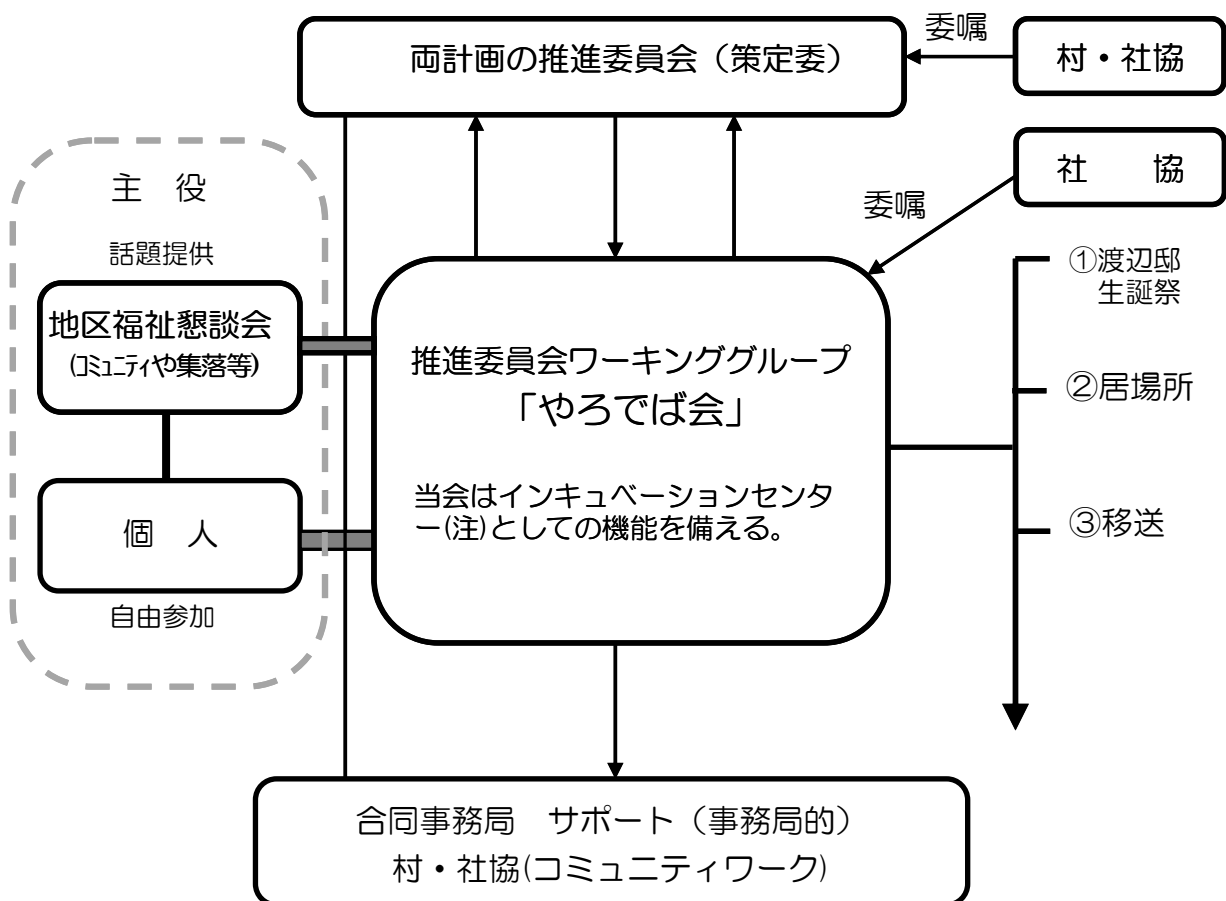 委嘱
両計画の推進委員会（策定委）
村・社協
主　役
社　　協
委嘱
話題提供
地区福祉懇談会
(コミュニティや集落等)
①渡辺邸
生誕祭
推進委員会ワーキンググループ
「やろでば会」
②居場所
当会はインキュベーションセンタ
ー(注)としての機能を備える。
個　人
③移送
自由参加
合同事務局　サポート（事務局的）
村・社協(コミュニティワーク)